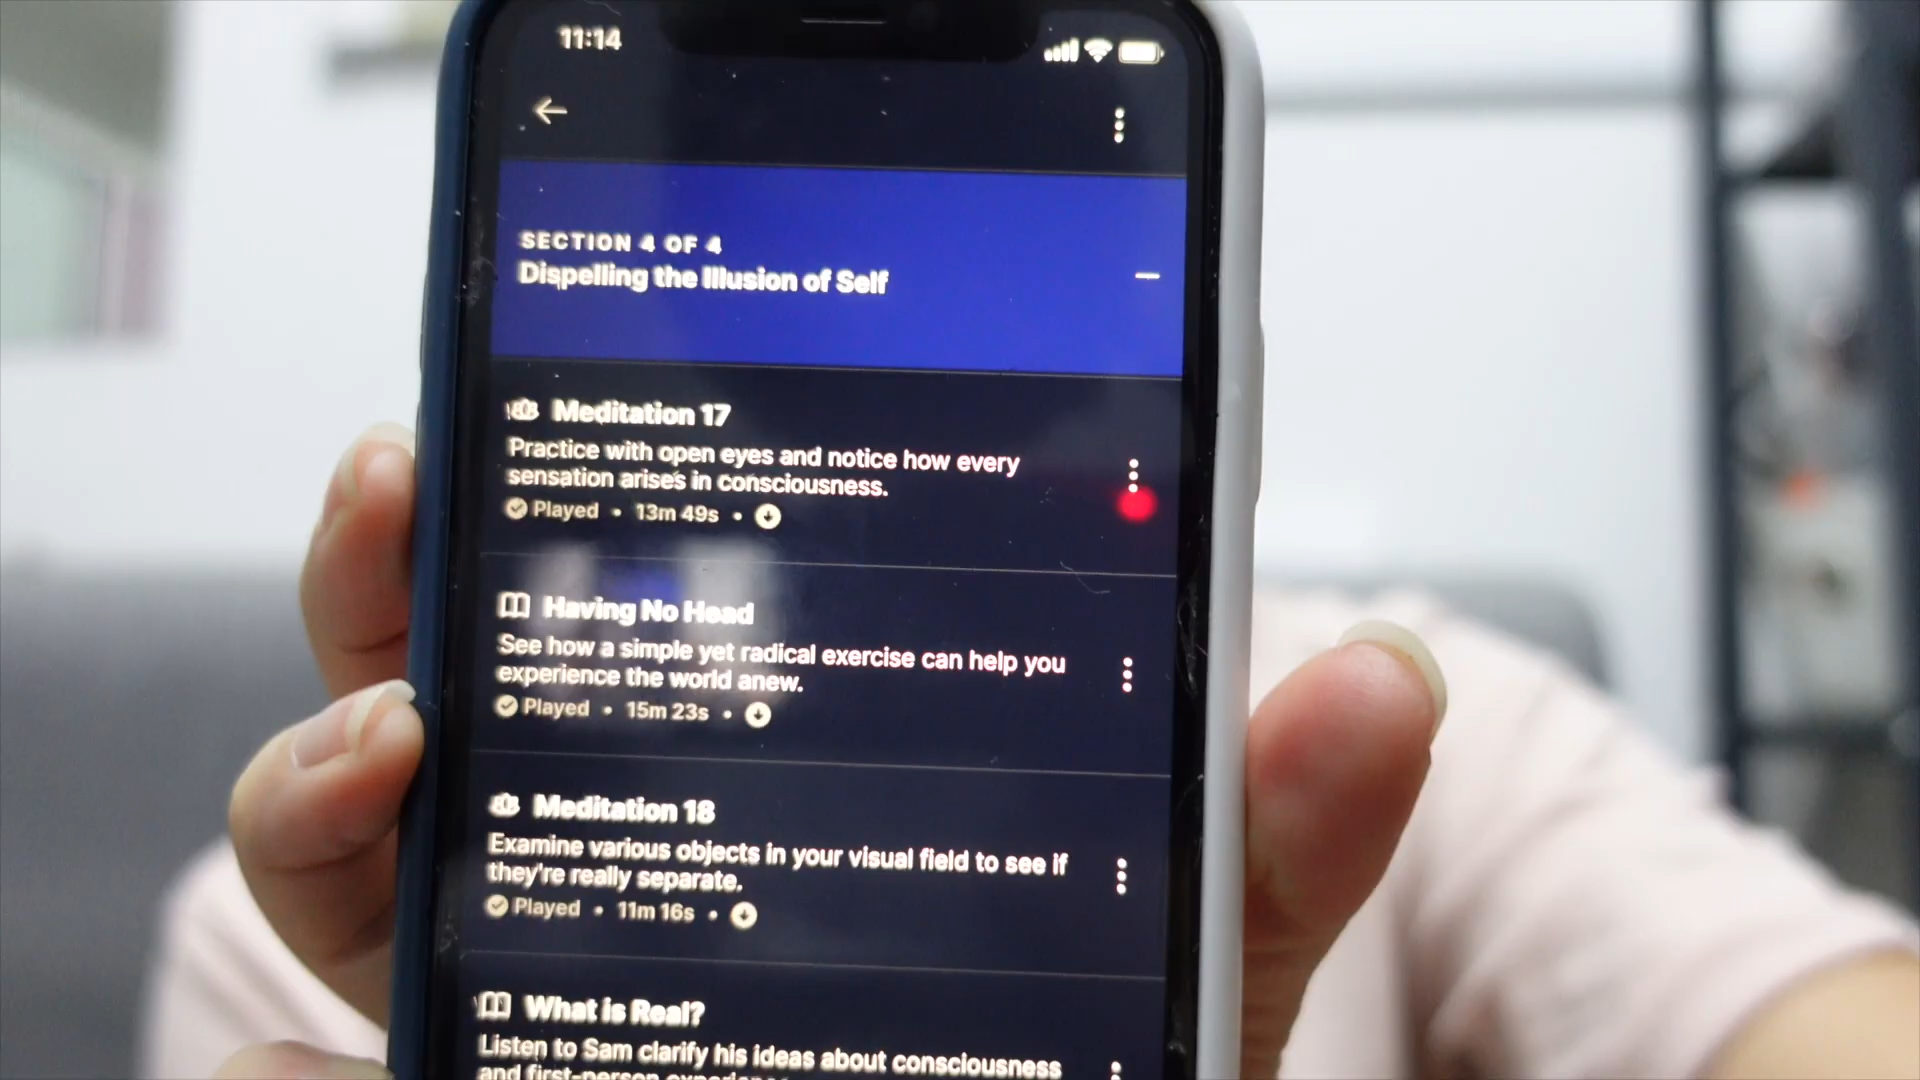 11:14
SECTION 4 OF 4
Dispelling the Illusion of Self
Meditation 17
Practice with open eyes and notice how every
sensation arises in consciousness.
Played • 13m 49s •
Having No Head
See how a simple yet radical exercise can help you
experience the world anew.
Played • 15m 23s •
Meditation 18
Examine various objects in your visual field to see if
they're really separate.
Played • 11m 16s •
What is Real?
Listen to Sam clarify his ideas about consciousness
and first-person